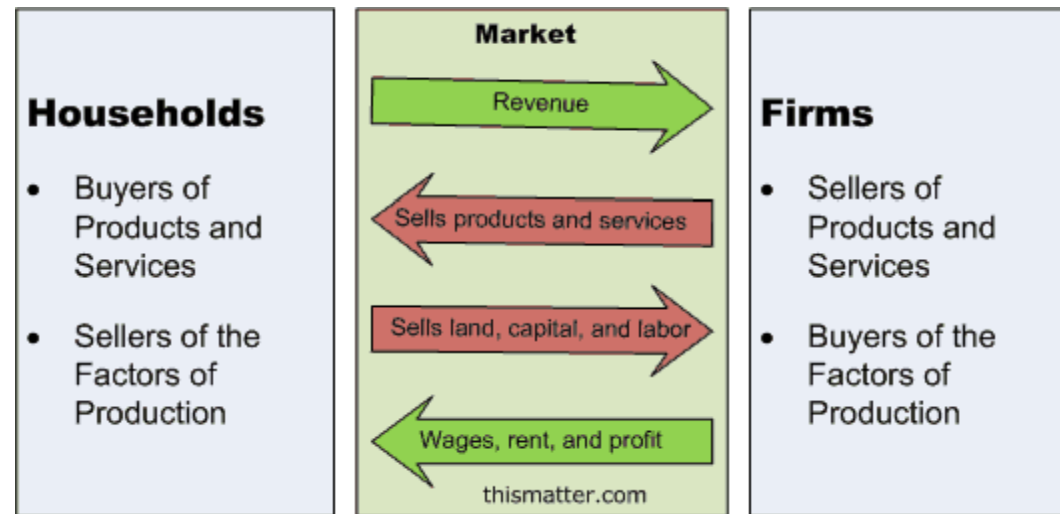 Households
• Buyers of
Products and
Services
• Sellers of the
Factors of
Production
Market
Revenue
Sells products and services
Sells land, capital, and labor
Wages, rent, and profit
thismatter.com
Firms
• Sellers of
Products and
Services
• Buyers of the
Factors of
Production